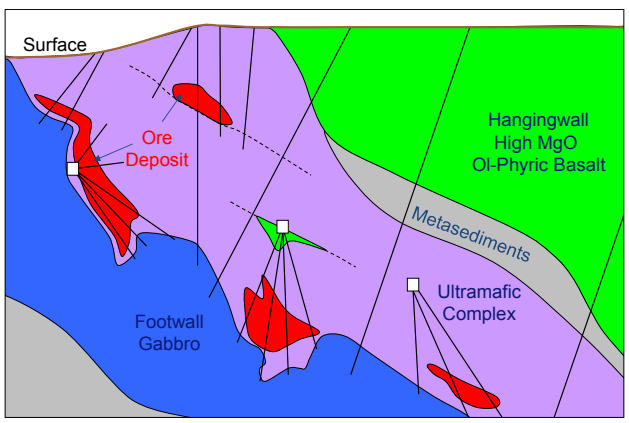 Surface
Ore
Deposit
Hangingwall
High MgO
Ol-Phyric Basalt
Metasediments
Ultramafic
Complex
Footwall
Gabbro